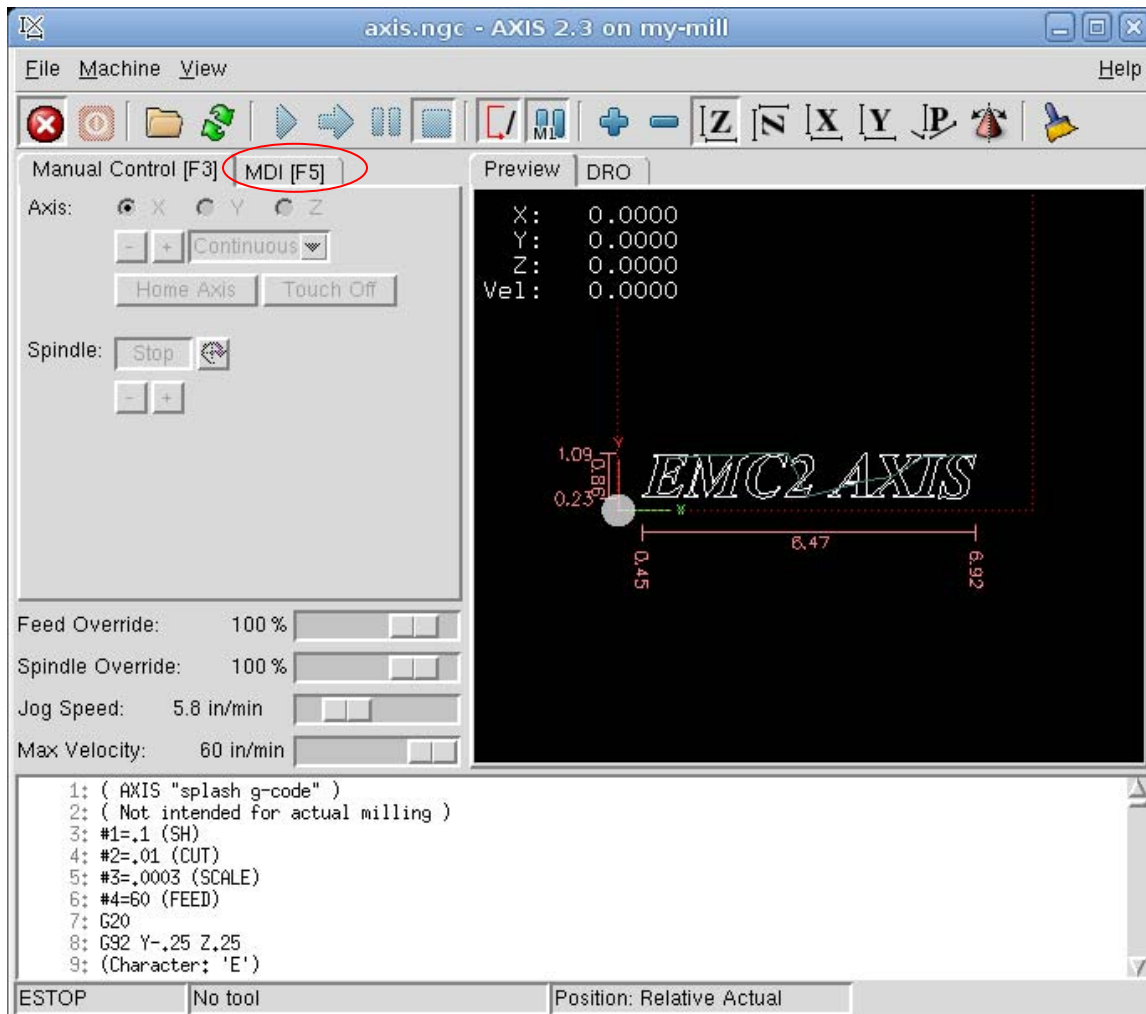 axis.ngc - AXIS 2.3 on my-mill
File Machine View Help
M1 Z N X Y P
Manual Control [F3] MDI [F5]
Preview DRO
Axis: X Y Z
- + Continuous
Home Axis Touch Off
Spindle: Stop
- +
X: 0.0000
Y: 0.0000
Z: 0.0000
Vel: 0.0000
1.09
0.86
0.23
Y
X
EMC2 AXIS
6.47
0.45
6.92
Feed Override: 100 %
Spindle Override: 100 %
Jog Speed: 5.8 in/min
Max Velocity: 60 in/min
1: ( AXIS "splash g-code" )
2: ( Not intended for actual milling )
3: #1=.1 (SH)
4: #2=.01 (CUT)
5: #3=.0003 (SCALE)
6: #4=60 (FEED)
7: G20
8: G92 Y-.25 Z.25
9: (Character: 'E')
ESTOP No tool Position: Relative Actual